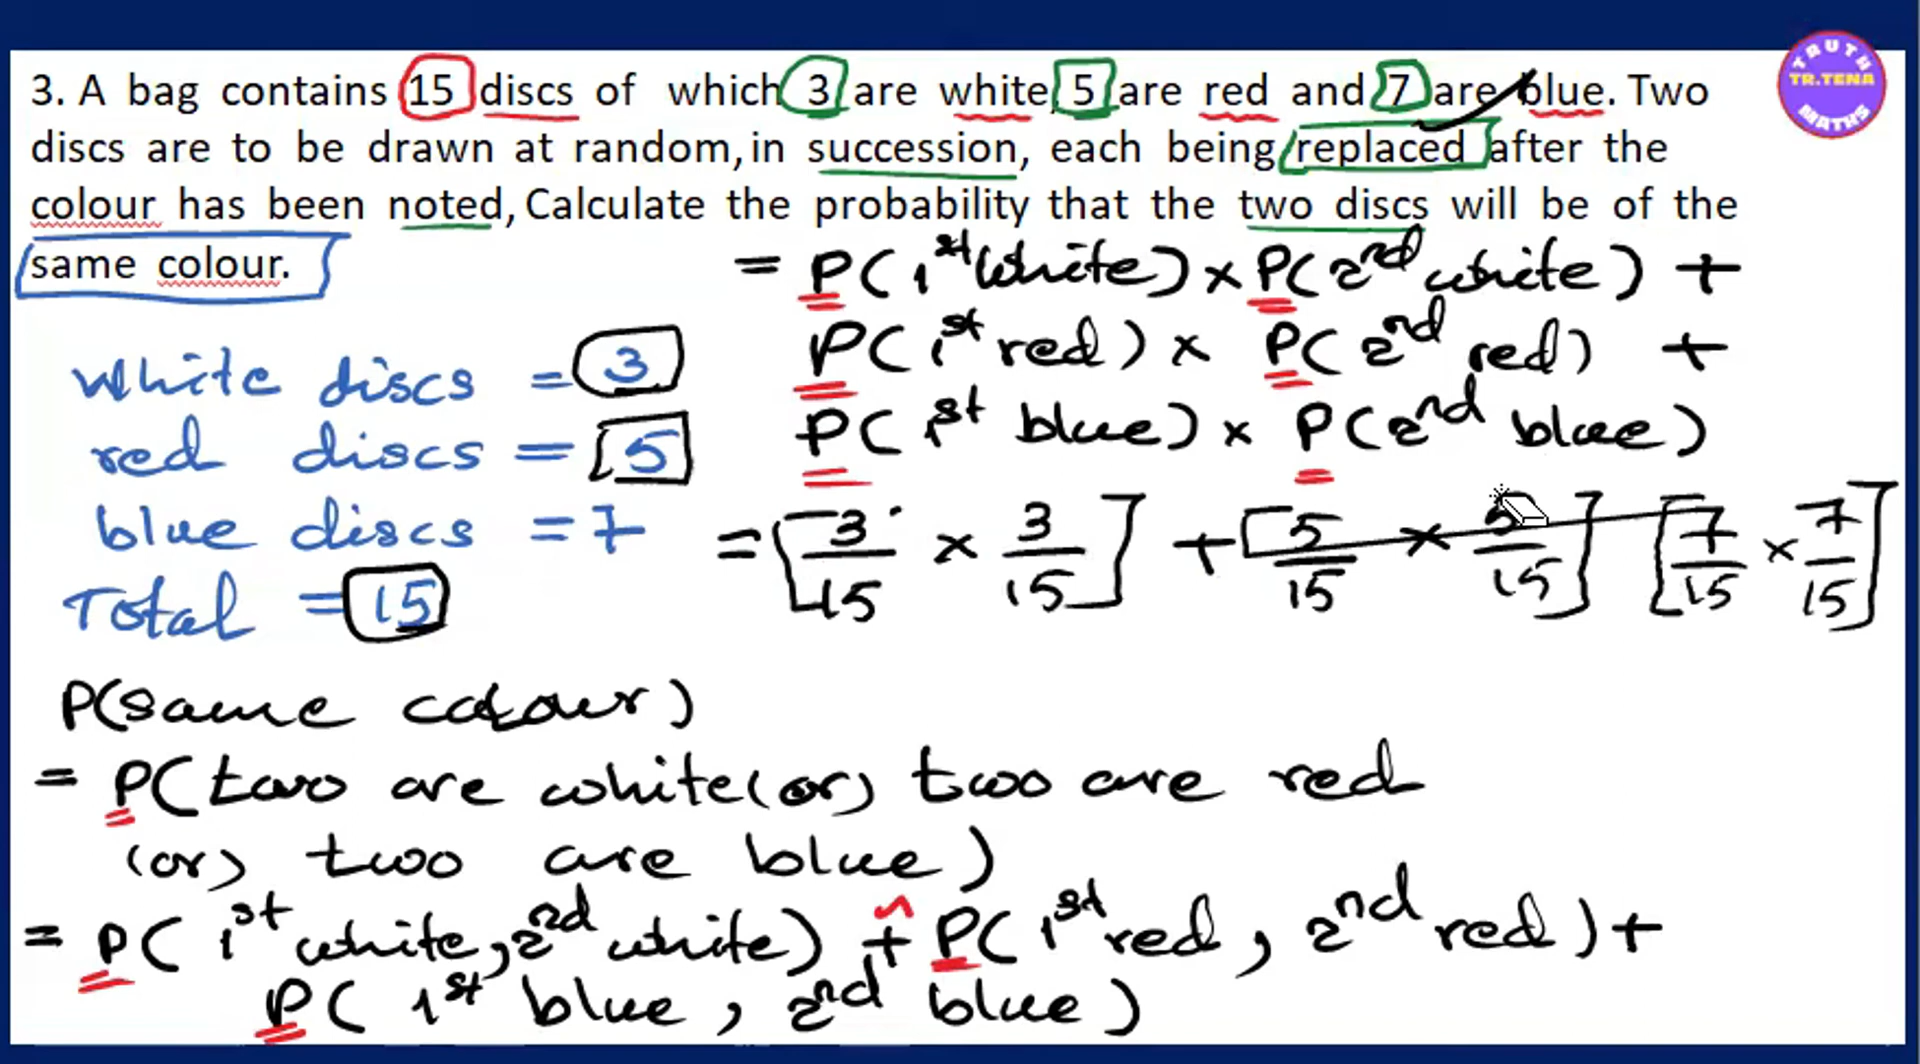 3. A bag contains 15 discs of which 3 are white, 5 are red and 7 are blue. Two
discs are to be drawn at random, in succession, each being replaced after the
colour has been noted, Calculate the probability that the two discs will be of the
same colour.
TRUTH
TR.TENA
MATHS
= P(1st white) x P(2nd white) +
P(1st red) x P(2nd red) +
P(1st blue) x P(2nd blue)
= [3/15 x 3/15] + [5/15 x 5/15] [7/15 x 7/15]
White discs = 3
red discs = 5
blue discs = 7
Total = 15
P(same colour)
= P(two are white (or) two are red
(or) two are blue)
= P(1st white, 2nd white) + P(1st red, 2nd red) +
P(1st blue, 2nd blue)